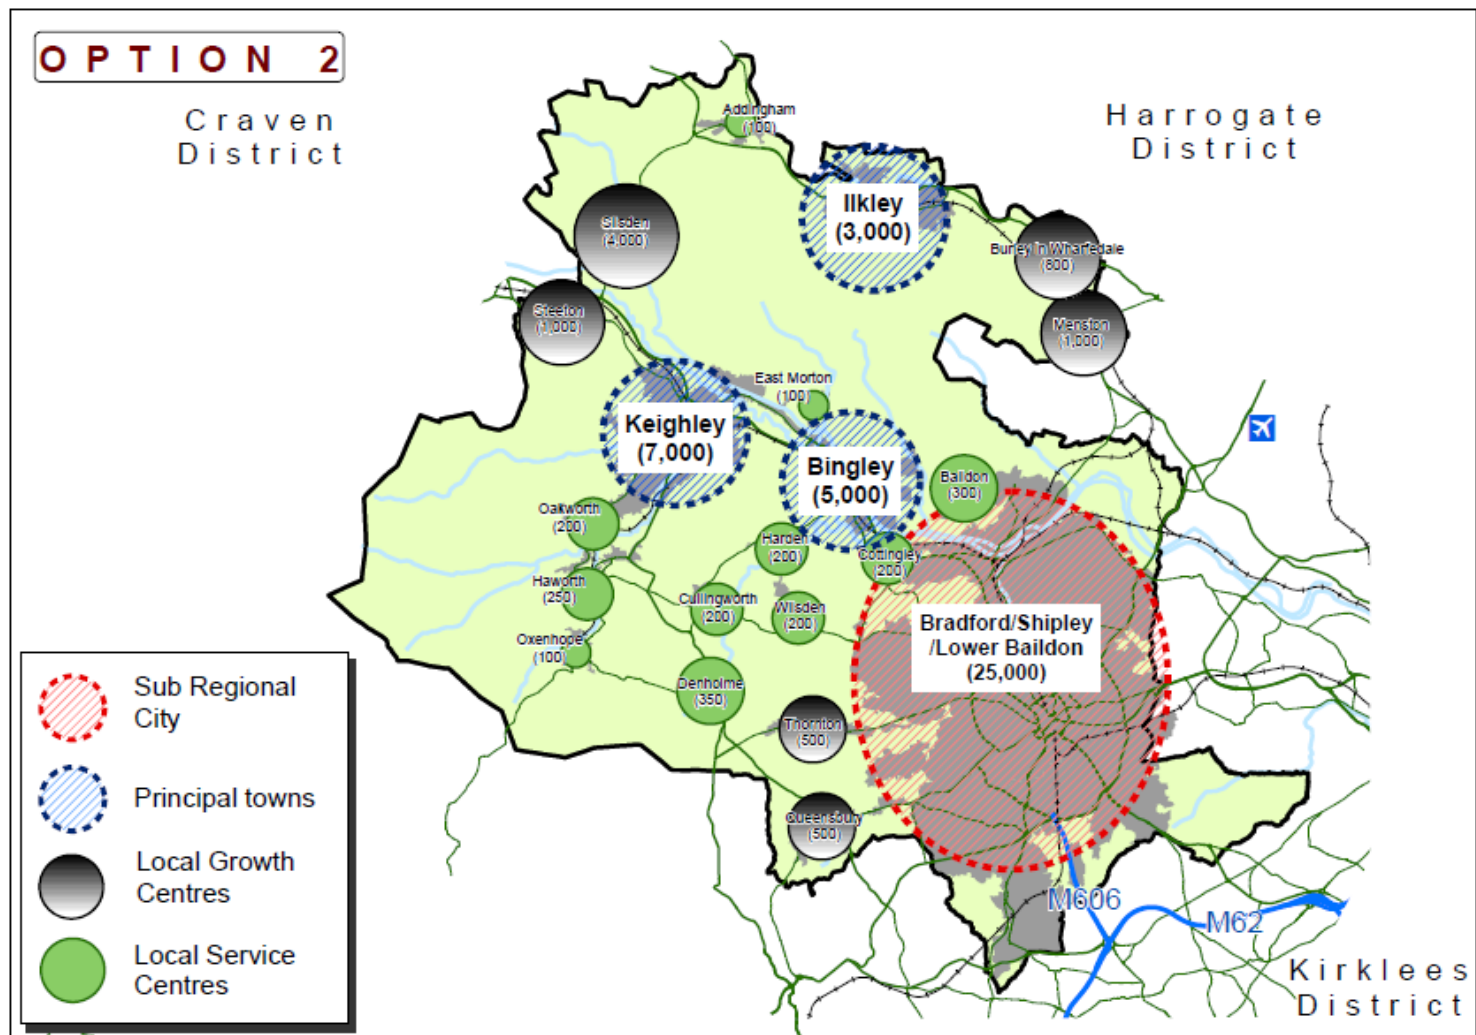 OPTION 2
Craven
District
Harrogate
District
Addingham
(100)
Ilkley
(3,000)
Silsden
(4,000)
Burley in Wharfedale
(800)
Steeton
(1,000)
Menston
(1,000)
East Morton
(100)
Keighley
(7,000)
Bingley
(5,000)
Baildon
(300)
Oakworth
(200)
Harden
(200)
Cottingley
(200)
Haworth
(250)
Cullingworth
(200)
Wilsden
(200)
Bradford/Shipley
/Lower Baildon
(25,000)
Oxenhope
(100)
Denholme
(350)
Thornton
(500)
Queensbury
(500)
M606
M62
Kirklees
District
Sub Regional
City
Principal towns
Local Growth
Centres
Local Service
Centres